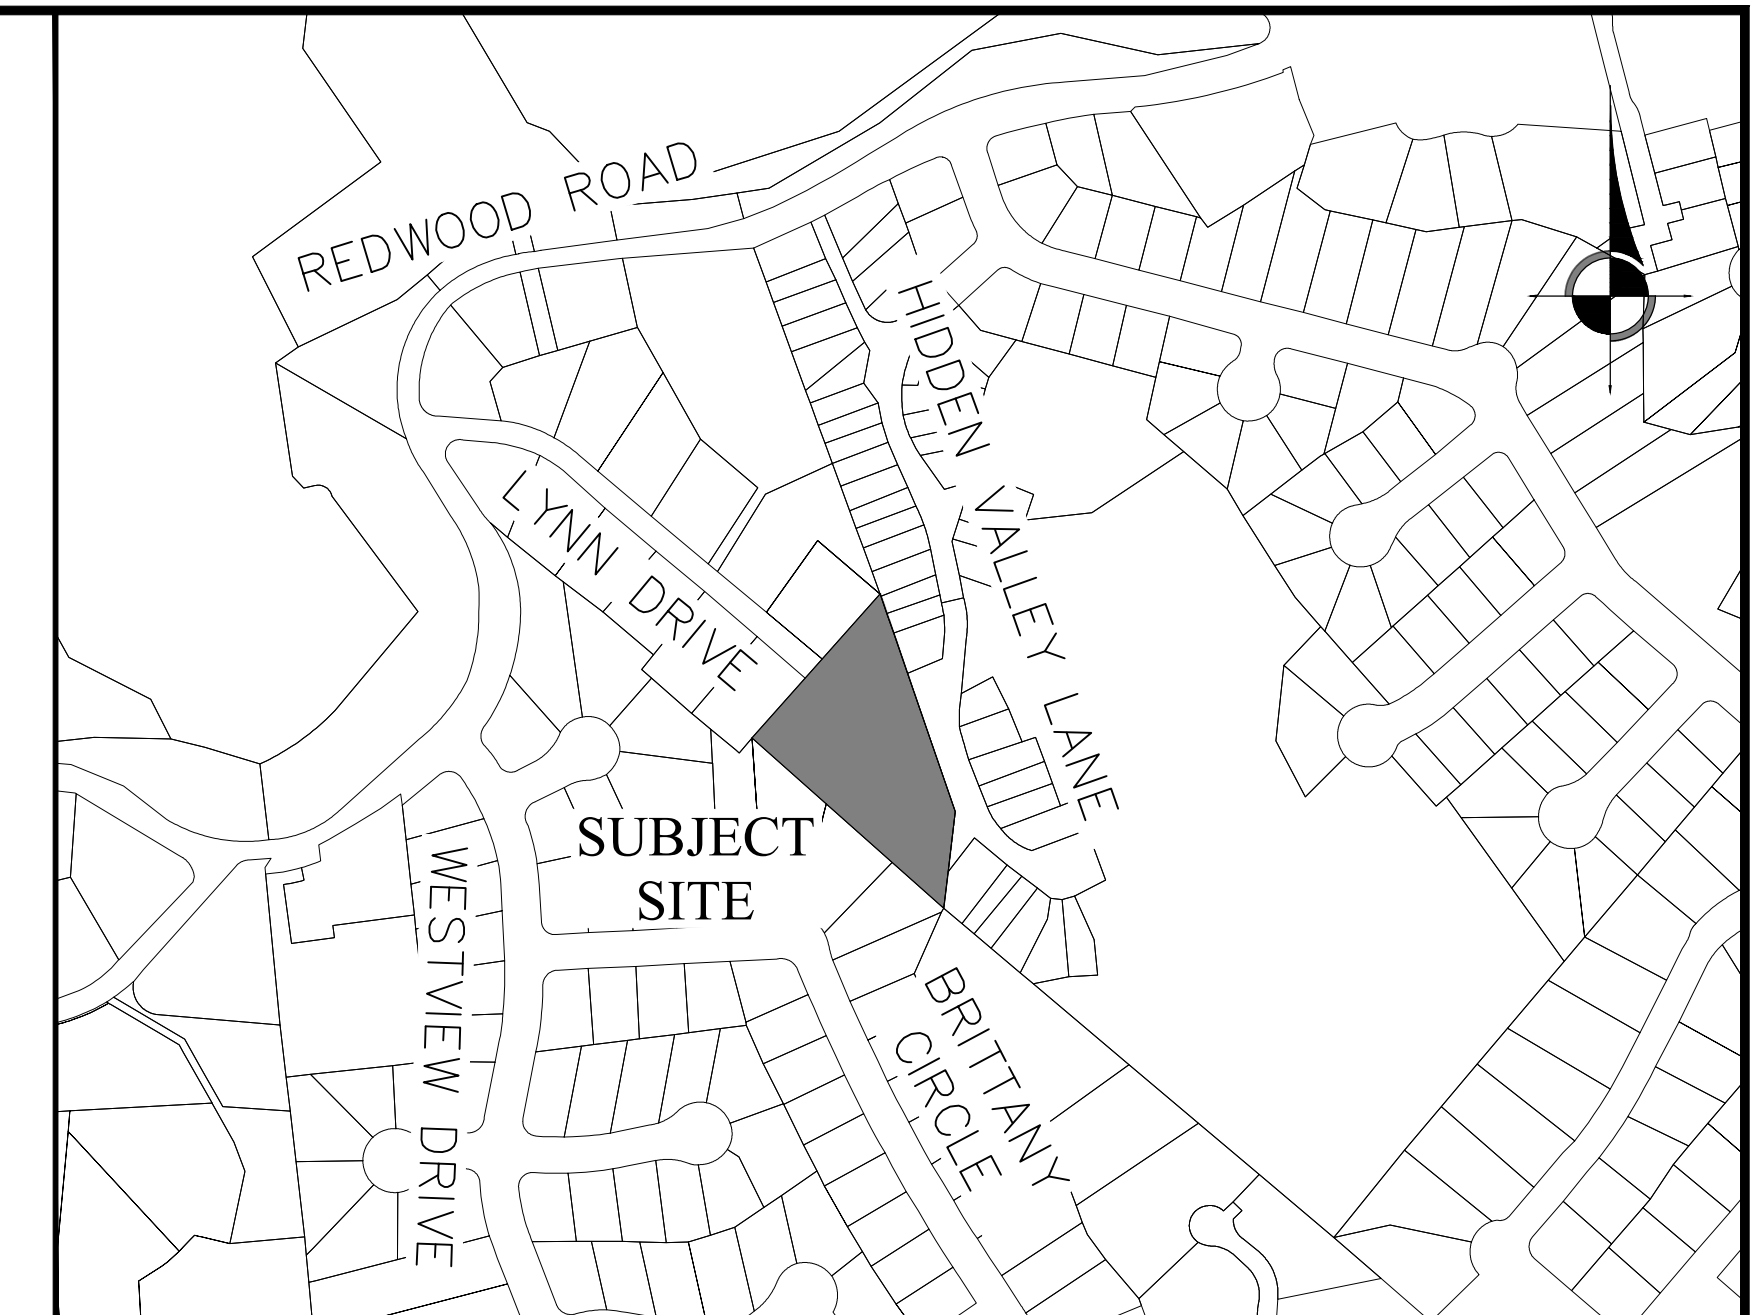 REDWOOD ROAD
HIDDEN VALLEY LANE
LYNN DRIVE
SUBJECT
SITE
WESTVIEW DRIVE
BRITTANY
CIRCLE